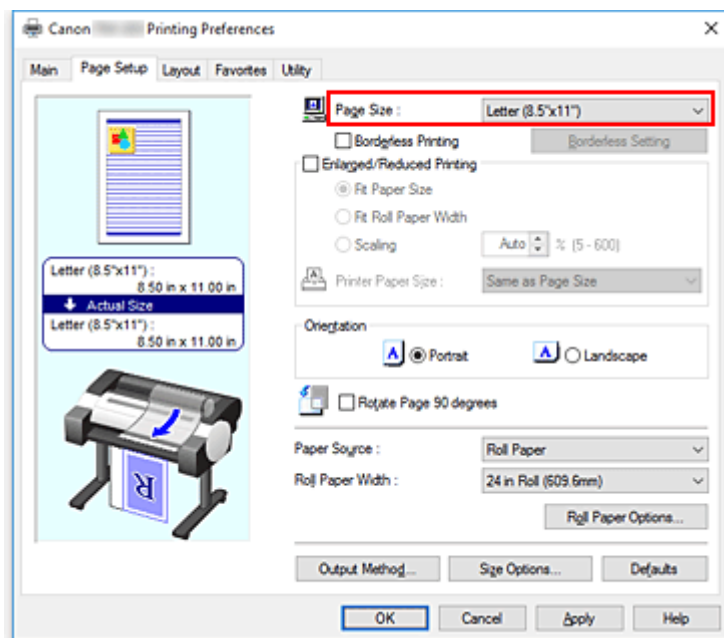 Canon Printing Preferences
Main Page Setup Layout Favorites Utility
Page Size : Letter (8.5"x11")
Borderless Printing Borderless Setting
Enlarged/Reduced Printing
Fit Paper Size
Fit Roll Paper Width
Scaling Auto % (5 - 600)
Printer Paper Size : Same as Page Size
Letter (8.5"x11") :
8.50 in x 11.00 in
Actual Size
Letter (8.5"x11") :
8.50 in x 11.00 in
Orientation
A Portrait A Landscape
Rotate Page 90 degrees
Paper Source : Roll Paper
Roll Paper Width : 24 in Roll (609.6mm)
Roll Paper Options...
R
Output Method... Size Options... Defaults
OK Cancel Apply Help